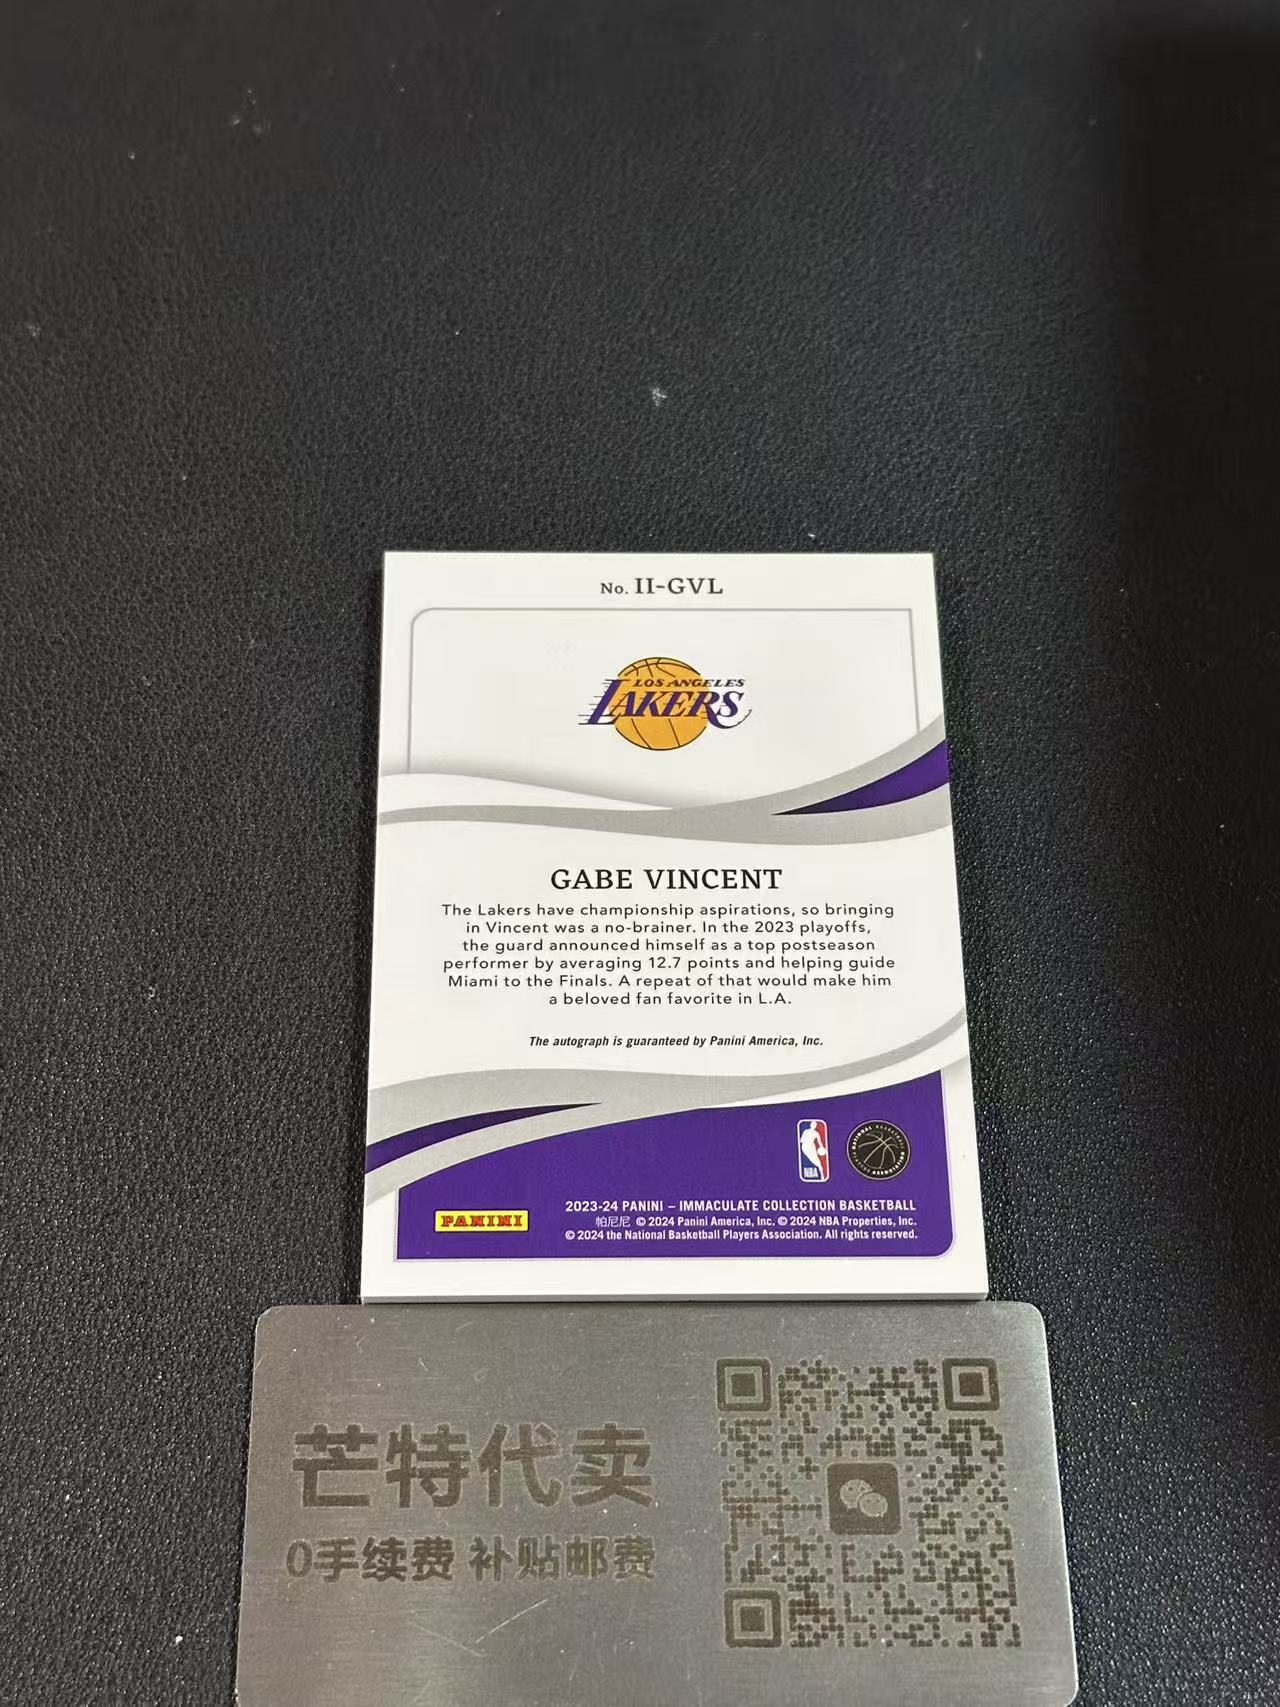 No. II-GVL
LOS ANGELES
LAKERS
GABE VINCENT
The Lakers have championship aspirations, so bringing
in Vincent was a no-brainer. In the 2023 playoffs,
the guard announced himself as a top postseason
performer by averaging 12.7 points and helping guide
Miami to the Finals. A repeat of that would make him
a beloved fan favorite in L.A.
The autograph is guaranteed by Panini America, Inc.
NBA
NATIONAL BASKETBALL
PLAYERS ASSOCIATION
PANINI
2023-24 PANINI – IMMACULATE COLLECTION BASKETBALL
帕尼尼 © 2024 Panini America, Inc. © 2024 NBA Properties, Inc.
© 2024 the National Basketball Players Association. All rights reserved.
芒特代卖
0手续费 补贴邮费